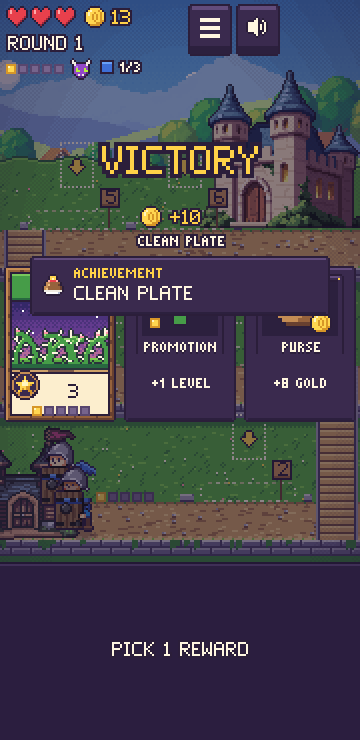 13
ROUND 1
1/3
VICTORY
5
6
+10
CLEAN PLATE
ACHIEVEMENT
CLEAN PLATE
3
PROMOTION
+1 LEVEL
PURSE
+8 GOLD
2
PICK 1 REWARD